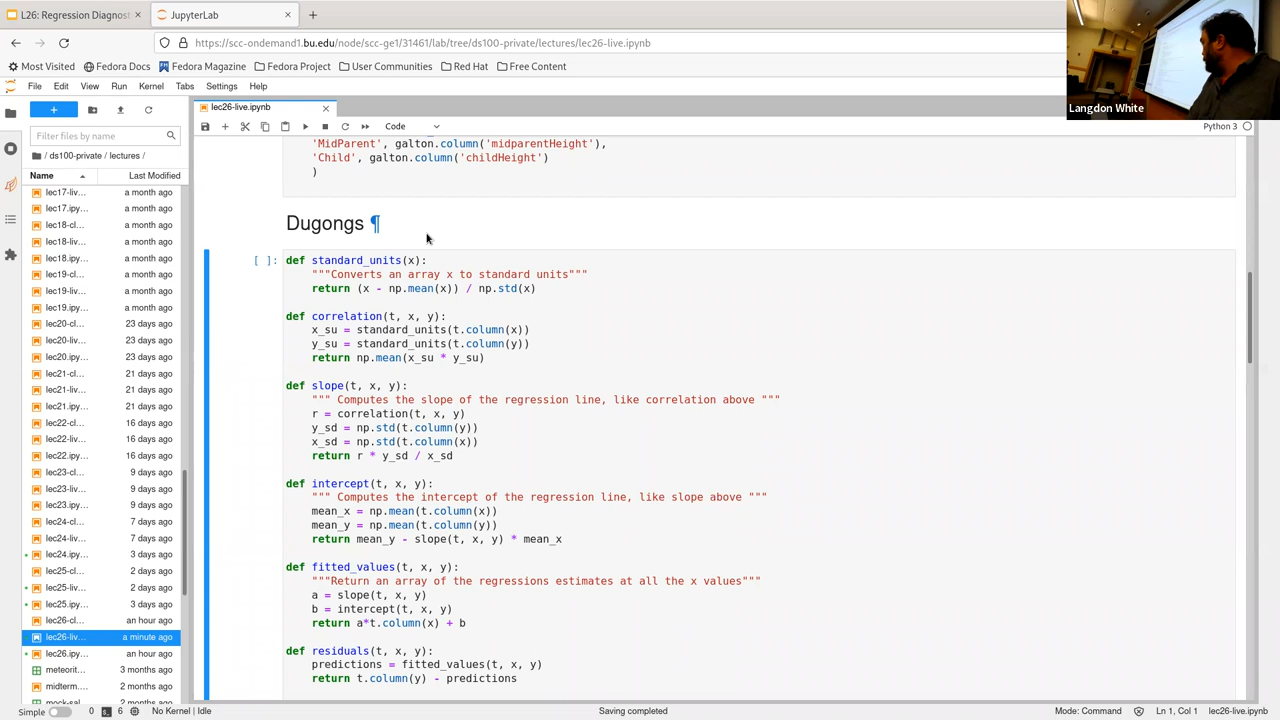 L26: Regression Diagnos
JupyterLab
https://scc-ondemand1.bu.edu/node/scc-ge1/31461/lab/tree/ds100-private/lectures/lec26-live.ipynb
Most Visited
Fedora Docs
Fedora Magazine
Fedora Project
User Communities
Red Hat
Free Content
Langdon White
File Edit View Run Kernel Tabs Settings Help
lec26-live.ipynb
Filter files by name
Code
Python 3
/ ds100-private / lectures /
Name Last Modified
lec17-liv... a month ago
lec17.ipy... a month ago
lec18-cl... a month ago
lec18-liv... a month ago
lec18.ipy... a month ago
lec19-cl... a month ago
lec19-liv... a month ago
lec19.ipy... a month ago
lec20-cl... 23 days ago
lec20-liv... 23 days ago
lec20.ipy... 23 days ago
lec21-cl... 21 days ago
lec21-liv... 21 days ago
lec21.ipy... 21 days ago
lec22-cl... 16 days ago
lec22-liv... 16 days ago
lec22.ipy... 16 days ago
lec23-cl... 9 days ago
lec23-liv... 9 days ago
lec23.ipy... 9 days ago
lec24-cl... 7 days ago
lec24-liv... 7 days ago
lec24.ipy... 3 days ago
lec25-cl... 2 days ago
lec25-liv... 2 days ago
lec25.ipy... 3 days ago
lec26-cl... an hour ago
lec26-liv... a minute ago
lec26.ipy... an hour ago
meteorit... 3 months ago
midterm.... 2 months ago
mock-sal... 2 months ago
'MidParent', galton.column('midparentHeight'),
'Child', galton.column('childHeight')
)
Dugongs ¶
[ ]: def standard_units(x):
"""Converts an array x to standard units"""
return (x - np.mean(x)) / np.std(x)
def correlation(t, x, y):
x_su = standard_units(t.column(x))
y_su = standard_units(t.column(y))
return np.mean(x_su * y_su)
def slope(t, x, y):
""" Computes the slope of the regression line, like correlation above """
r = correlation(t, x, y)
y_sd = np.std(t.column(y))
x_sd = np.std(t.column(x))
return r * y_sd / x_sd
def intercept(t, x, y):
""" Computes the intercept of the regression line, like slope above """
mean_x = np.mean(t.column(x))
mean_y = np.mean(t.column(y))
return mean_y - slope(t, x, y) * mean_x
def fitted_values(t, x, y):
"""Return an array of the regressions estimates at all the x values"""
a = slope(t, x, y)
b = intercept(t, x, y)
return a*t.column(x) + b
def residuals(t, x, y):
predictions = fitted_values(t, x, y)
return t.column(y) - predictions
Simple 0 6 No Kernel | Idle Saving completed Mode: Command Ln 1, Col 1 lec26-live.ipynb